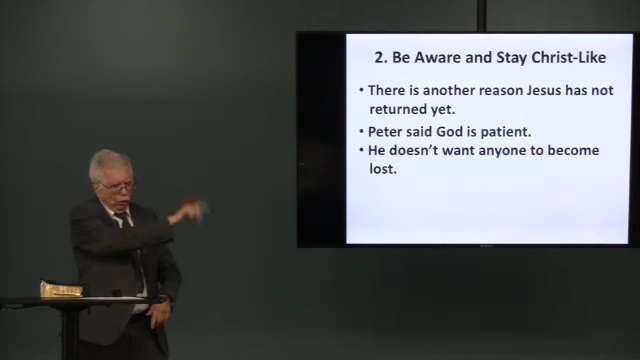 2. Be Aware and Stay Christ-Like
• There is another reason Jesus has not
returned yet.
• Peter said God is patient.
• He doesn't want anyone to become
lost.